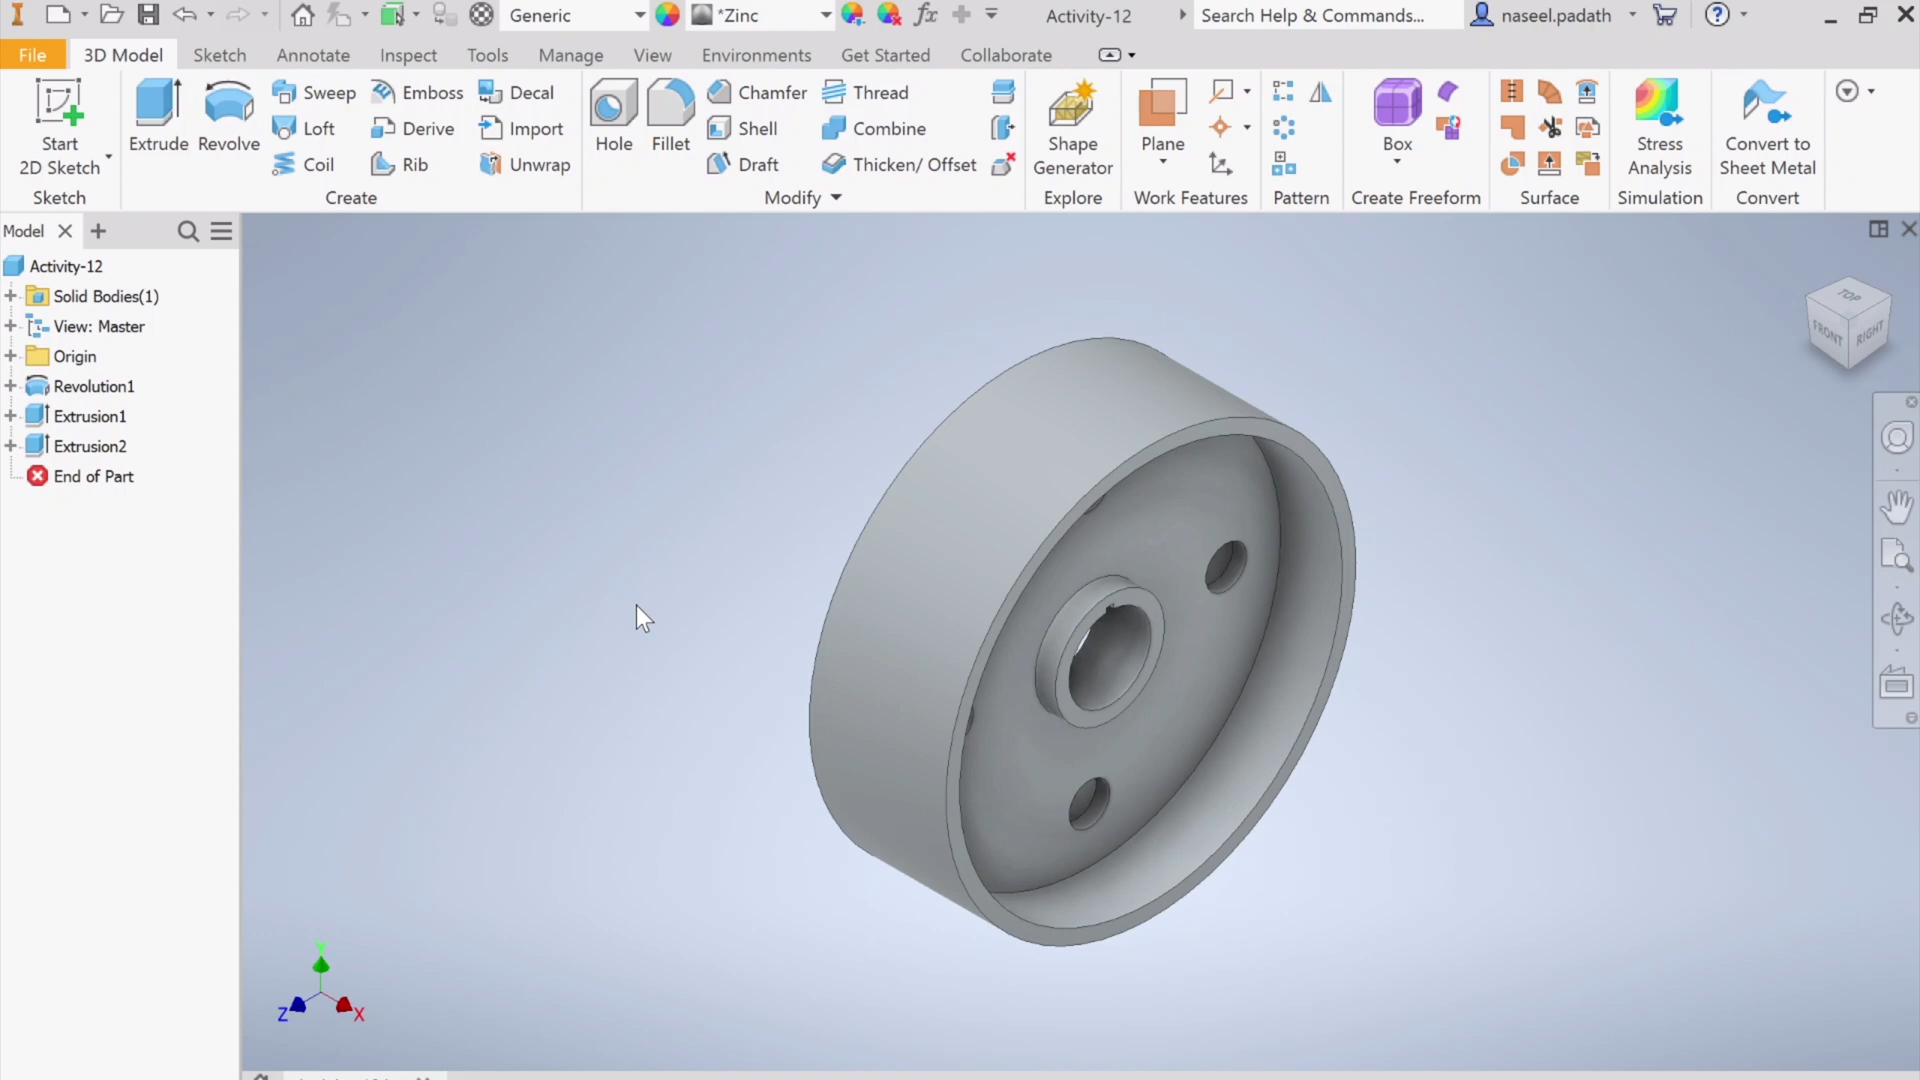 Generic
*Zinc
fx
Activity-12
Search Help & Commands...
naseel.padath
File
3D Model
Sketch
Annotate
Inspect
Tools
Manage
View
Environments
Get Started
Collaborate
Start
2D Sketch
Extrude
Revolve
Sweep
Loft
Coil
Emboss
Derive
Rib
Decal
Import
Unwrap
Hole
Fillet
Chamfer
Shell
Draft
Thread
Combine
Thicken/ Offset
Shape
Generator
Plane
Box
Stress
Analysis
Convert to
Sheet Metal
Sketch
Create
Modify
Explore
Work Features
Pattern
Create Freeform
Surface
Simulation
Convert
Model
Activity-12
Solid Bodies(1)
View: Master
Origin
Revolution1
Extrusion1
Extrusion2
End of Part
TOP
FRONT
RIGHT
Y
Z
X